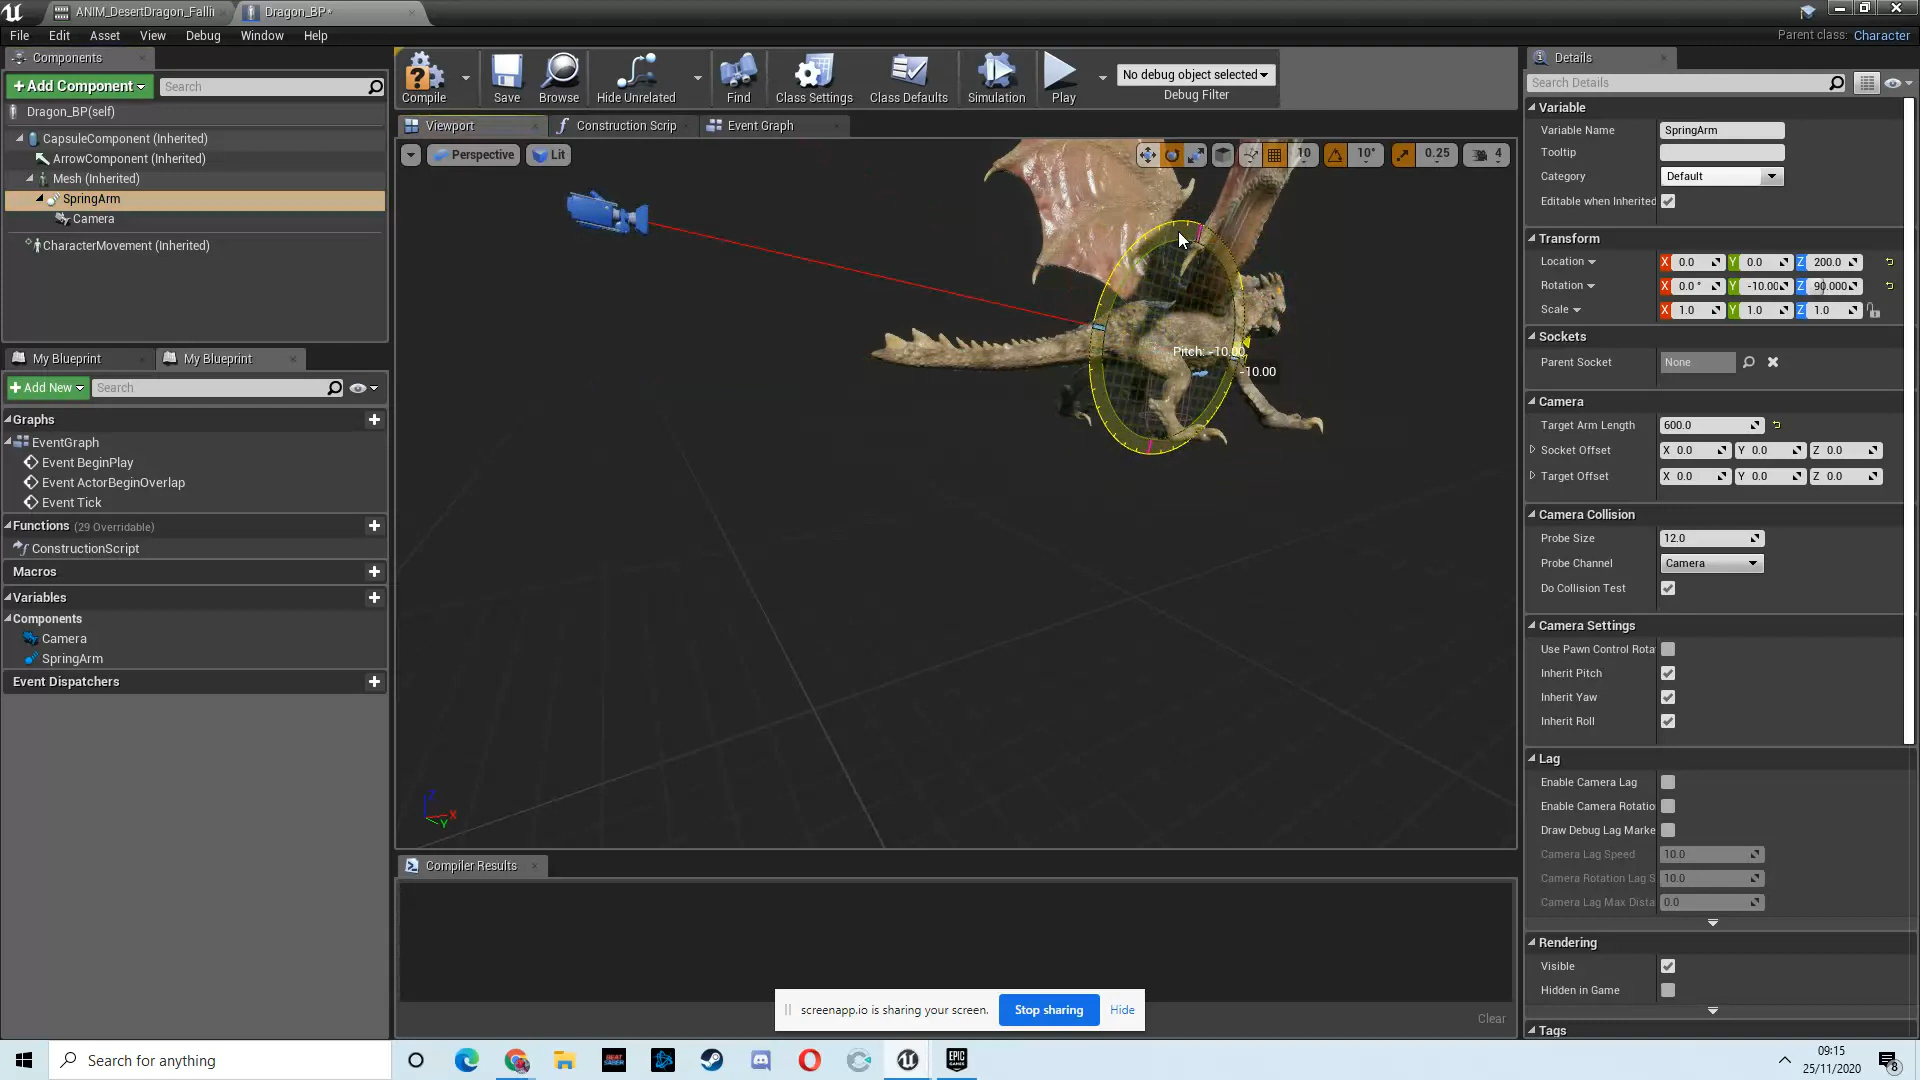 ANIM_DesertDragon_Falli
Dragon_BP*
File Edit Asset View Debug Window Help
Parent class: Character
Components
+Add Component
Search
Dragon_BP(self)
CapsuleComponent (Inherited)
ArrowComponent (Inherited)
Mesh (Inherited)
SpringArm
Camera
CharacterMovement (Inherited)
My Blueprint
My Blueprint
+Add New
Search
Graphs
EventGraph
Event BeginPlay
Event ActorBeginOverlap
Event Tick
Functions (29 Overridable)
ConstructionScript
Macros
Variables
Components
Camera
SpringArm
Event Dispatchers
Compile
Save
Browse
Hide Unrelated
Find
Class Settings
Class Defaults
Simulation
Play
No debug object selected
Debug Filter
Viewport
Construction Scrip
Event Graph
Perspective
Lit
10
10°
0.25
4
Pitch: -10.00
-10.00
Z
X
Y
Compiler Results
Clear
screenapp.io is sharing your screen.
Stop sharing
Hide
Details
Search Details
Variable
Variable Name SpringArm
Tooltip
Category Default
Editable when Inherited
Transform
Location X 0.0 Y 0.0 Z 200.0
Rotation X 0.0 ° Y -10.00 Z 90.000
Scale X 1.0 Y 1.0 Z 1.0
Sockets
Parent Socket None
Camera
Target Arm Length 600.0
Socket Offset X 0.0 Y 0.0 Z 0.0
Target Offset X 0.0 Y 0.0 Z 0.0
Camera Collision
Probe Size 12.0
Probe Channel Camera
Do Collision Test
Camera Settings
Use Pawn Control Rota
Inherit Pitch
Inherit Yaw
Inherit Roll
Lag
Enable Camera Lag
Enable Camera Rotatio
Draw Debug Lag Marke
Camera Lag Speed 10.0
Camera Rotation Lag S 10.0
Camera Lag Max Dista 0.0
Rendering
Visible
Hidden in Game
Tags
Search for anything
BEAT SABER
EPIC GAMES
09:15
25/11/2020
8